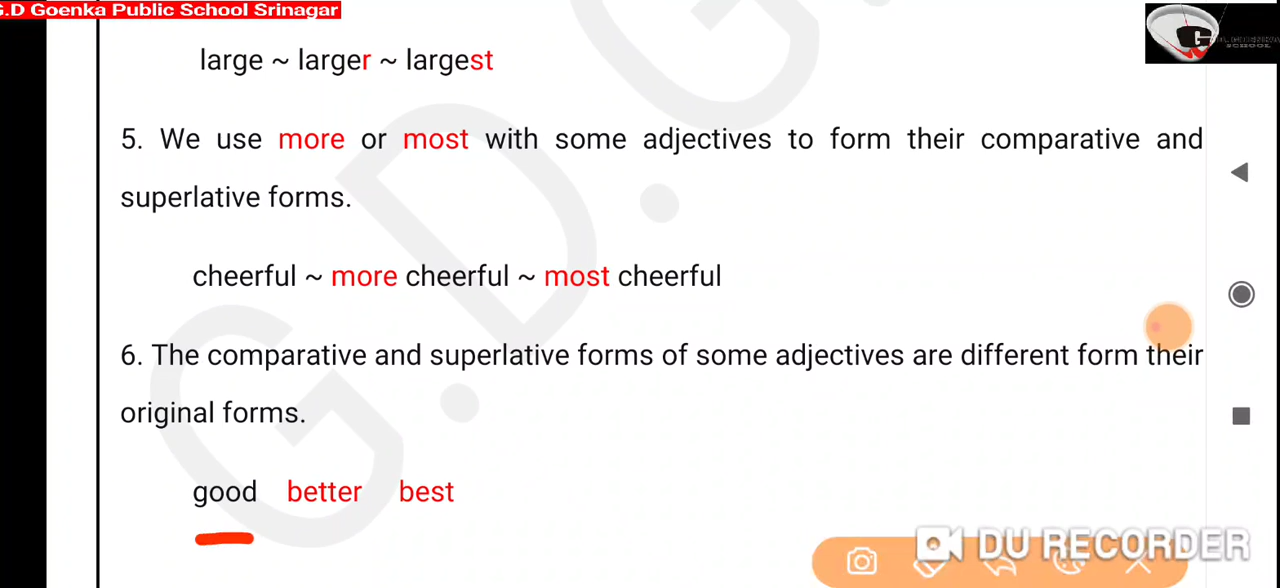 G.D Goenka Public School Srinagar
large ~ larger ~ largest
5. We use more or most with some adjectives to form their comparative and
superlative forms.
cheerful ~ more cheerful ~ most cheerful
6. The comparative and superlative forms of some adjectives are different form their
original forms.
good better best
DU RECORDER